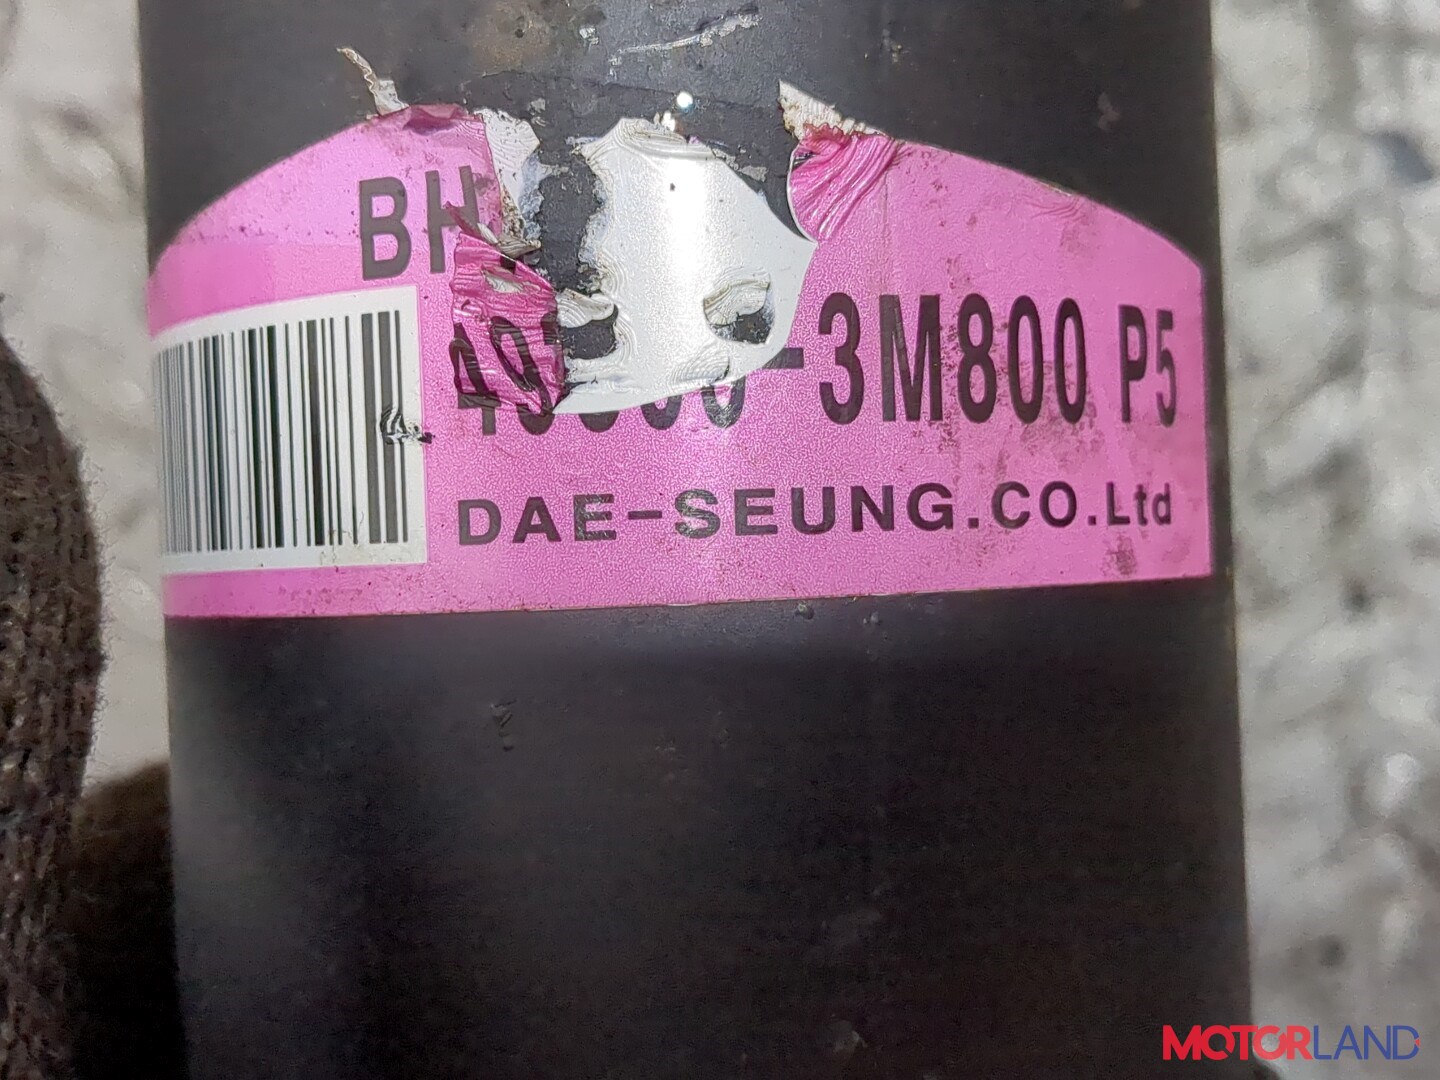 BH
-3M800 P5
DAE-SEUNG.CO.Ltd
MOTORLAND